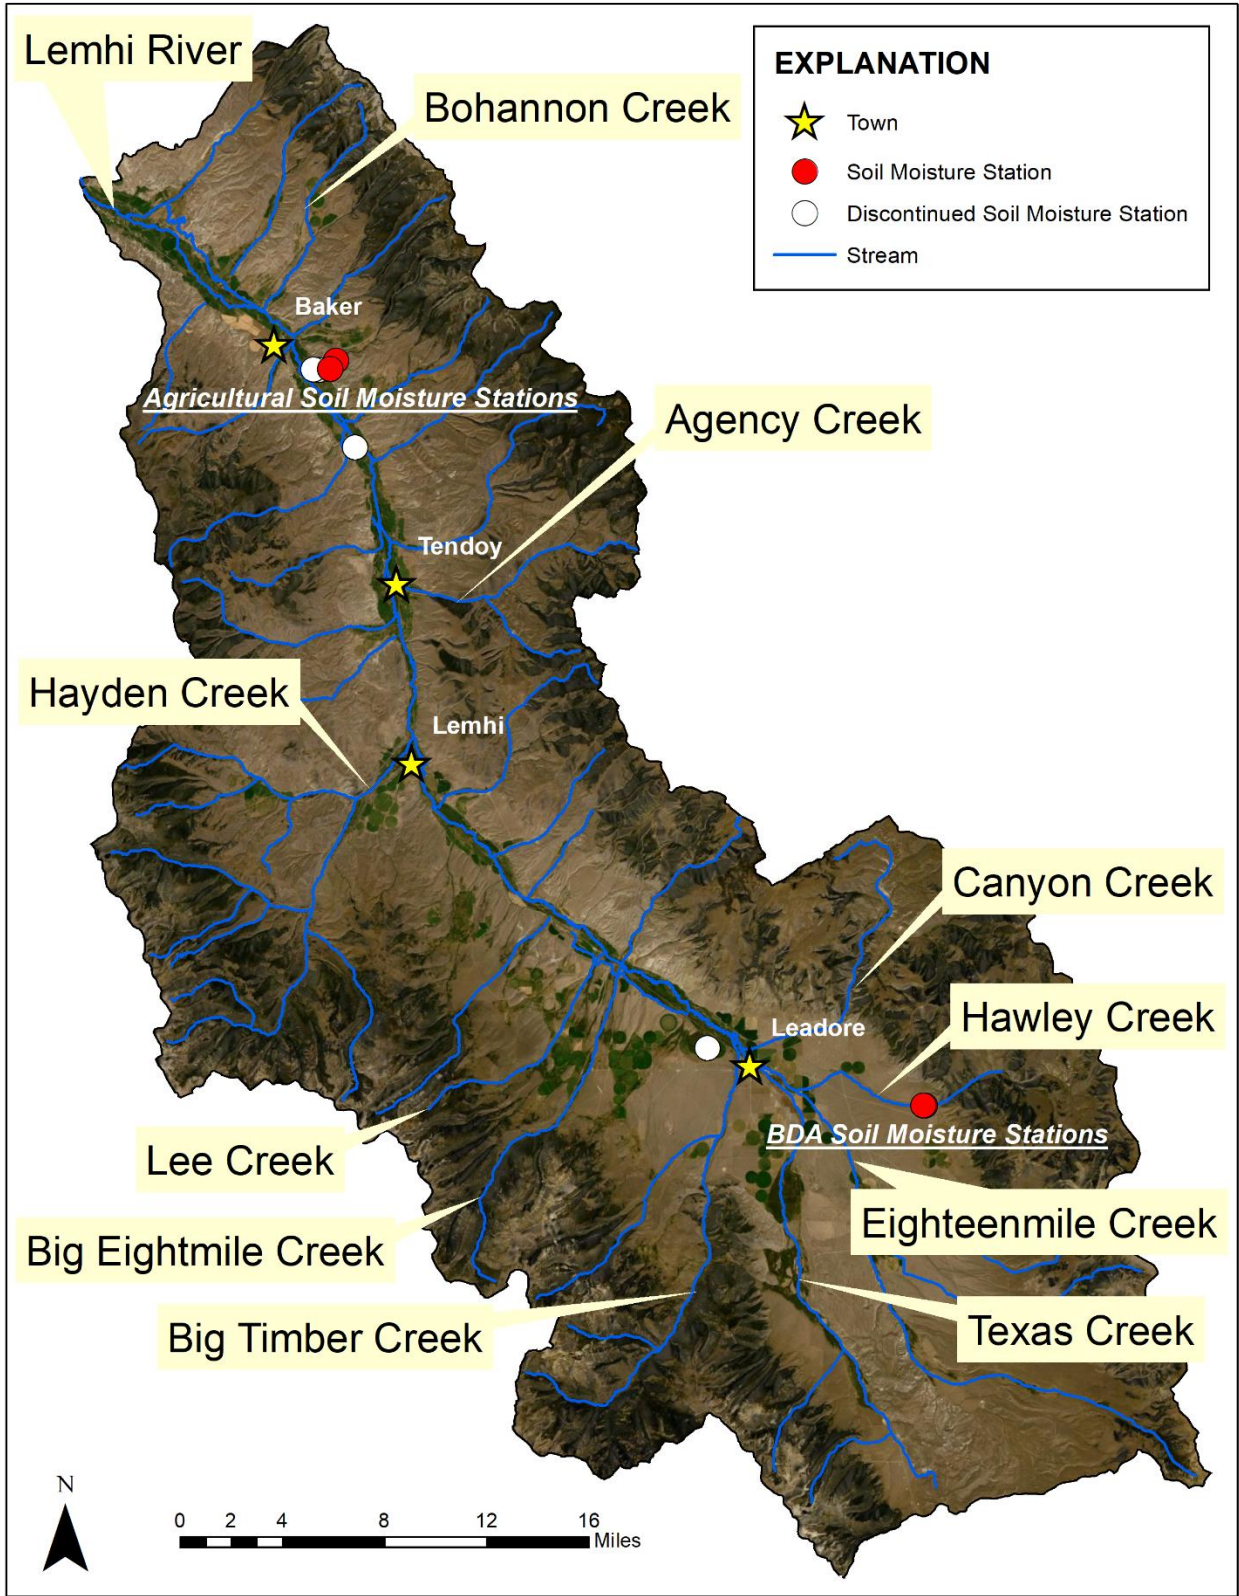 Lemhi River
Bohannon Creek
EXPLANATION
Town
Soil Moisture Station
Discontinued Soil Moisture Station
Stream
Baker
Agricultural Soil Moisture Stations
Agency Creek
Tendoy
Hayden Creek
Lemhi
Canyon Creek
Hawley Creek
Leadore
BDA Soil Moisture Stations
Lee Creek
Eighteenmile Creek
Big Eightmile Creek
Texas Creek
Big Timber Creek
N
0 2 4 8 12 16
Miles